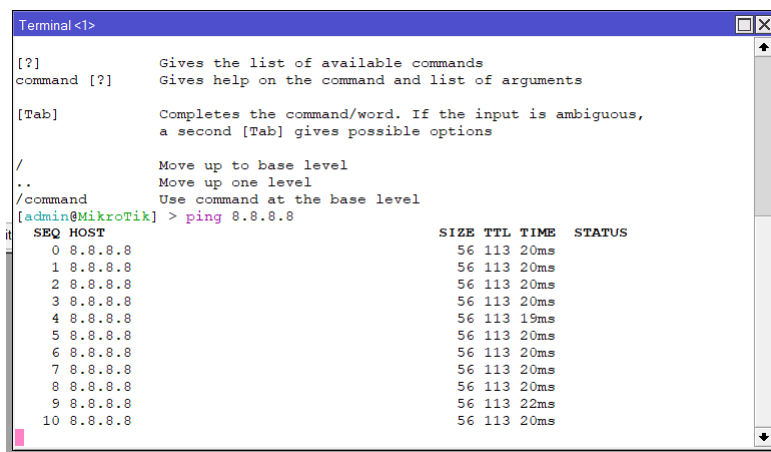 Terminal <1>
[?] Gives the list of available commands
command [?] Gives help on the command and list of arguments
[Tab] Completes the command/word. If the input is ambiguous,
a second [Tab] gives possible options
/ Move up to base level
.. Move up one level
/command Use command at the base level
[admin@MikroTik] > ping 8.8.8.8
SEQ HOST SIZE TTL TIME STATUS
0 8.8.8.8 56 113 20ms
1 8.8.8.8 56 113 20ms
2 8.8.8.8 56 113 20ms
3 8.8.8.8 56 113 20ms
4 8.8.8.8 56 113 19ms
5 8.8.8.8 56 113 20ms
6 8.8.8.8 56 113 20ms
7 8.8.8.8 56 113 20ms
8 8.8.8.8 56 113 20ms
9 8.8.8.8 56 113 22ms
10 8.8.8.8 56 113 20ms